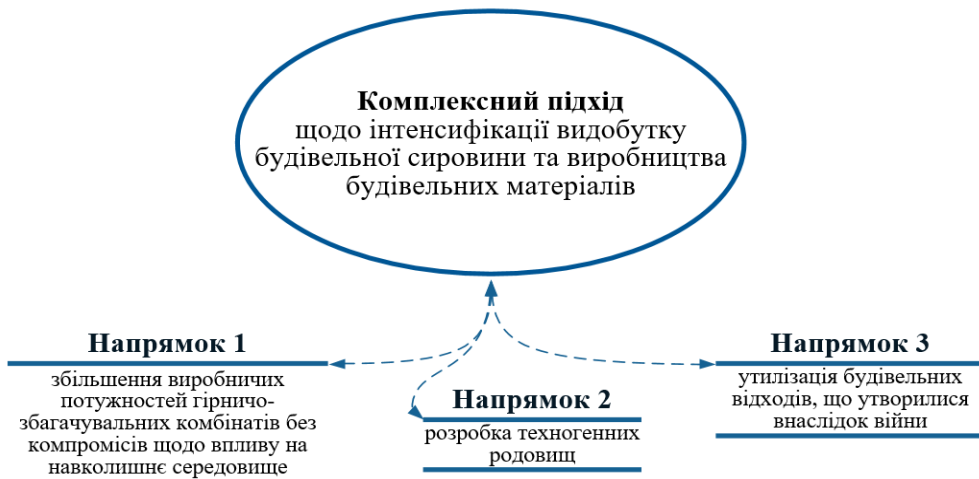 Комплексний підхід
щодо інтенсифікації видобутку
будівельної сировини та виробництва
будівельних матеріалів
Напрямок 1
збільшення виробничих
потужностей гірничо-
збагачувальних комбінатів без
компромісів щодо впливу на
навколишнє середовище
Напрямок 2
розробка техногенних
родовищ
Напрямок 3
утилізація будівельних
відходів, що утворилися
внаслідок війни